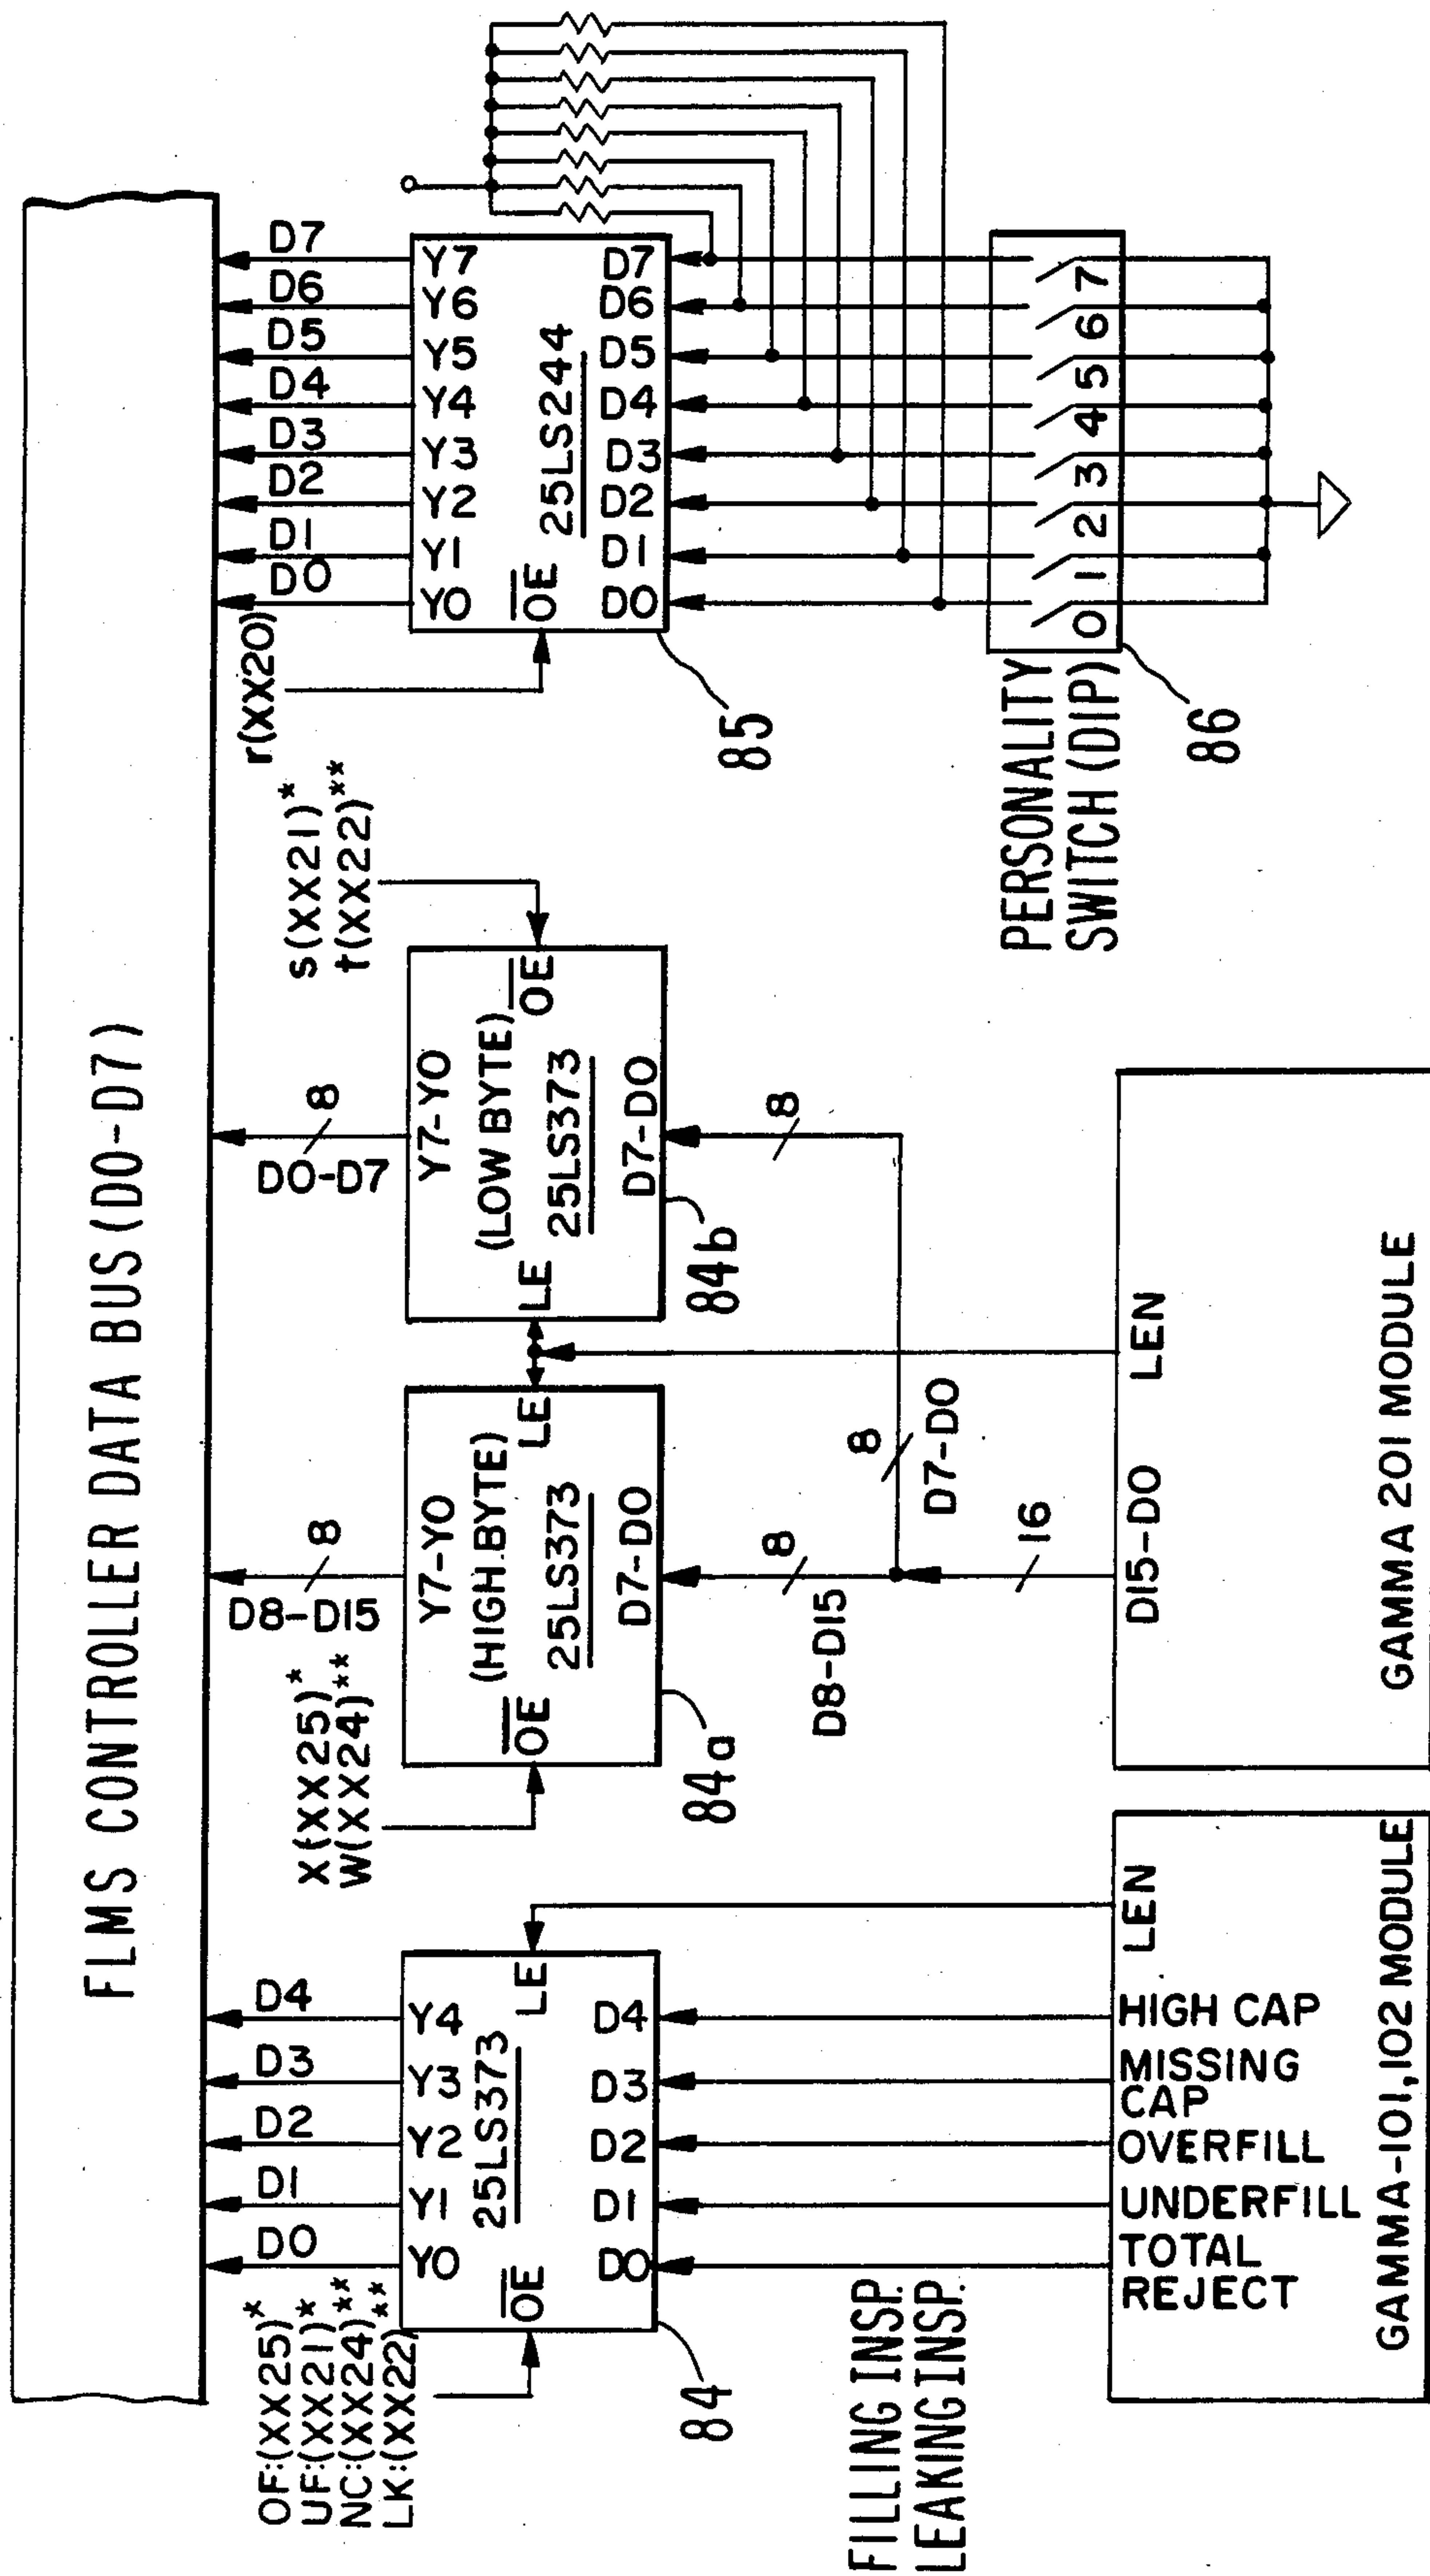 FLMS CONTROLLER DATA BUS (D0-D7)
OF:(XX25)*
UF:(XX21)*
NC:(XX24)**
LK:(XX22)**
D0
D1
D2
D3
D4
Y0
Y1
Y2
Y3
Y4
25LS373
OE
LE
D0
D1
D2
D3
D4
84
FILLING INSP.
LEAKING INSP.
TOTAL
REJECT
UNDERFILL
OVERFILL
MISSING
CAP
HIGH CAP
LEN
GAMMA-101,102 MODULE
X(XX25)*
W(XX24)**
D8-D15
8
Y7-Y0
(HIGH BYTE)
25LS373
OE
LE
D7-D0
84a
8
D8-D15
8
D7-D0
16
D15-D0
LEN
GAMMA 201 MODULE
D0-D7
8
s(XX21)*
t(XX22)**
Y7-Y0
(LOW BYTE)
25LS373
LE
OE
D7-D0
84b
8
r(XX20)
D0
D1
D2
D3
D4
D5
D6
D7
Y0
Y1
Y2
Y3
Y4
Y5
Y6
Y7
OE
25LS244
D0
D1
D2
D3
D4
D5
D6
D7
85
PERSONALITY
SWITCH (DIP)
0 1 2 3 4 5 6 7
86